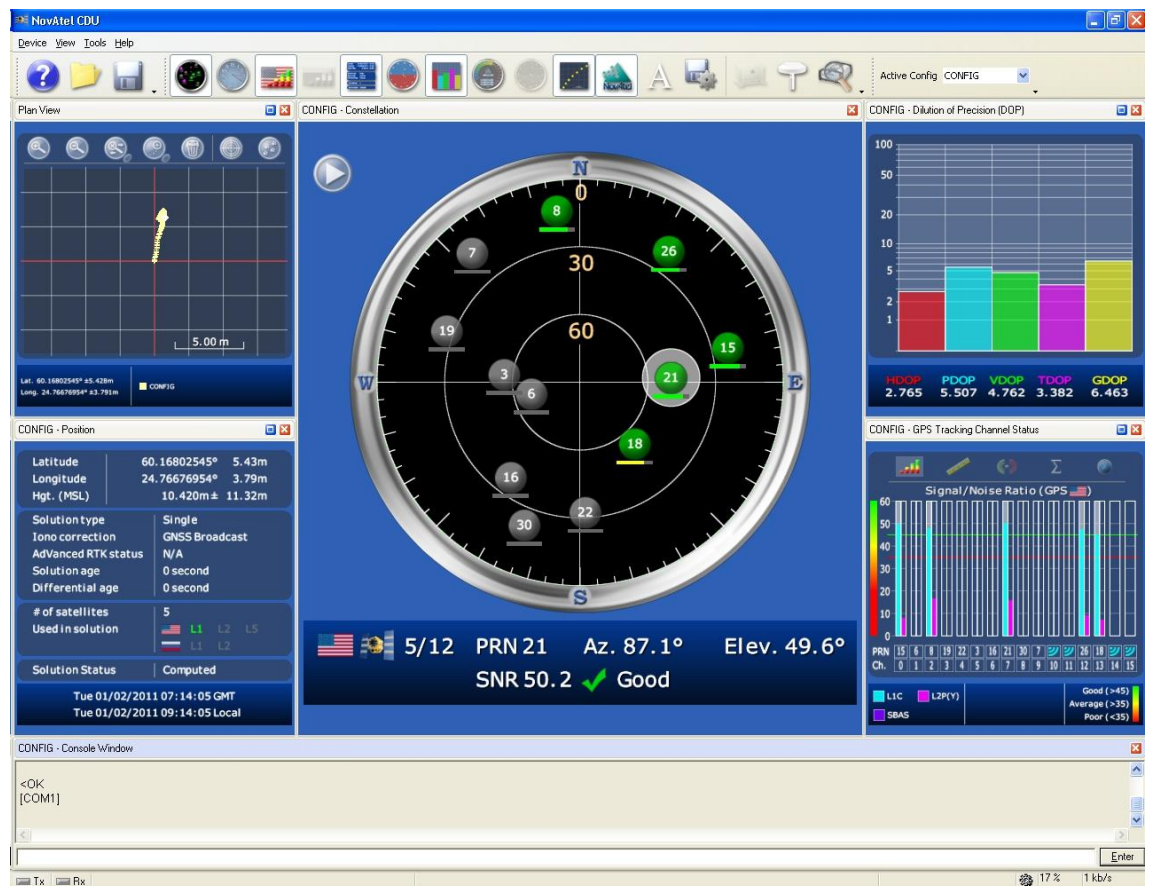 NovAtel CDU
Device View Tools Help
Active Config CONFIG
Plan View
5.00 m
Lat. 60.16802545° ±5.428m
Long. 24.76676954° ±3.791m
CONFIG
CONFIG - Position
Latitude 60.16802545° 5.43m
Longitude 24.76676954° 3.79m
Hgt. (MSL) 10.420m ± 11.32m
Solution type Single
Iono correction GNSS Broadcast
AdVanced RTK status N/A
Solution age 0 second
Differential age 0 second
# of satellites 5
Used in solution L1 L2 L5
L1 L2
Solution Status Computed
Tue 01/02/2011 07:14:05 GMT
Tue 01/02/2011 09:14:05 Local
CONFIG - Constellation
N
0
8
7
26
30
19
60
15
3
21
W
E
6
18
16
22
30
S
5/12 PRN 21 Az. 87.1° Elev. 49.6°
SNR 50.2 Good
CONFIG - Dilution of Precision (DOP)
100
50
20
10
5
2
1
HDOP PDOP VDOP TDOP GDOP
2.765 5.507 4.762 3.382 6.463
CONFIG - GPS Tracking Channel Status
Σ
Signal/Noise Ratio (GPS )
60
50
40
30
20
10
0
PRN 15 6 8 19 22 3 16 21 30 7 26 18
Ch. 0 1 2 3 4 5 6 7 8 9 10 11 12 13 14 15
L1C L2P(Y)
SBAS
Good (>45)
Average (>35)
Poor (<35)
CONFIG - Console Window
<OK
[COM1]
Enter
Tx Rx
17 % 1 kb/s